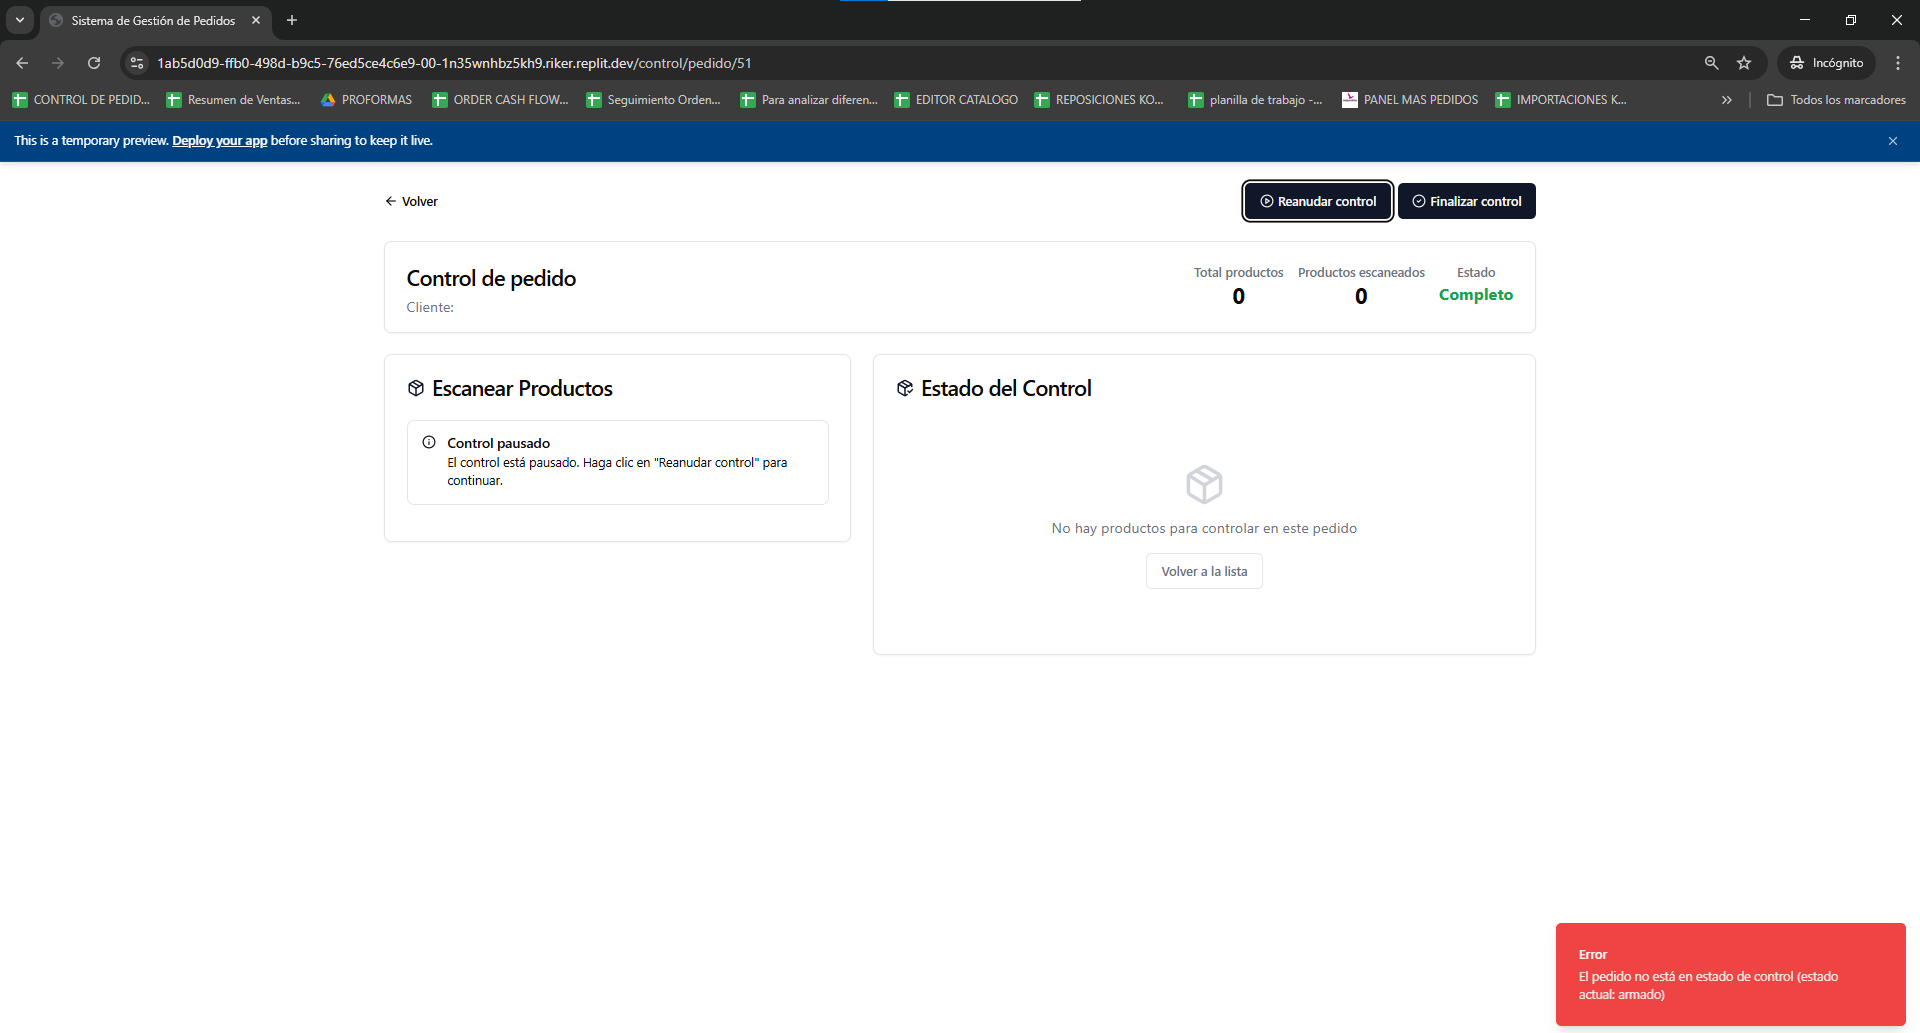 Sistema de Gestión de Pedidos
1ab5d0d9-ffb0-498d-b9c5-76ed5ce4c6e9-00-1n35wnhbz5kh9.riker.replit.dev/control/pedido/51
Incógnito
CONTROL DE PEDID...
Resumen de Ventas...
PROFORMAS
ORDER CASH FLOW...
Seguimiento Orden...
Para analizar diferen...
EDITOR CATALOGO
REPOSICIONES KO...
planilla de trabajo -...
PANEL MAS PEDIDOS
IMPORTACIONES K...
Todos los marcadores
This is a temporary preview. Deploy your app before sharing to keep it live.
Volver
Reanudar control
Finalizar control
Control de pedido
Cliente:
Total productos
0
Productos escaneados
0
Estado
Completo
Escanear Productos
Control pausado
El control está pausado. Haga clic en "Reanudar control" para
continuar.
Estado del Control
No hay productos para controlar en este pedido
Volver a la lista
Error
El pedido no está en estado de control (estado
actual: armado)